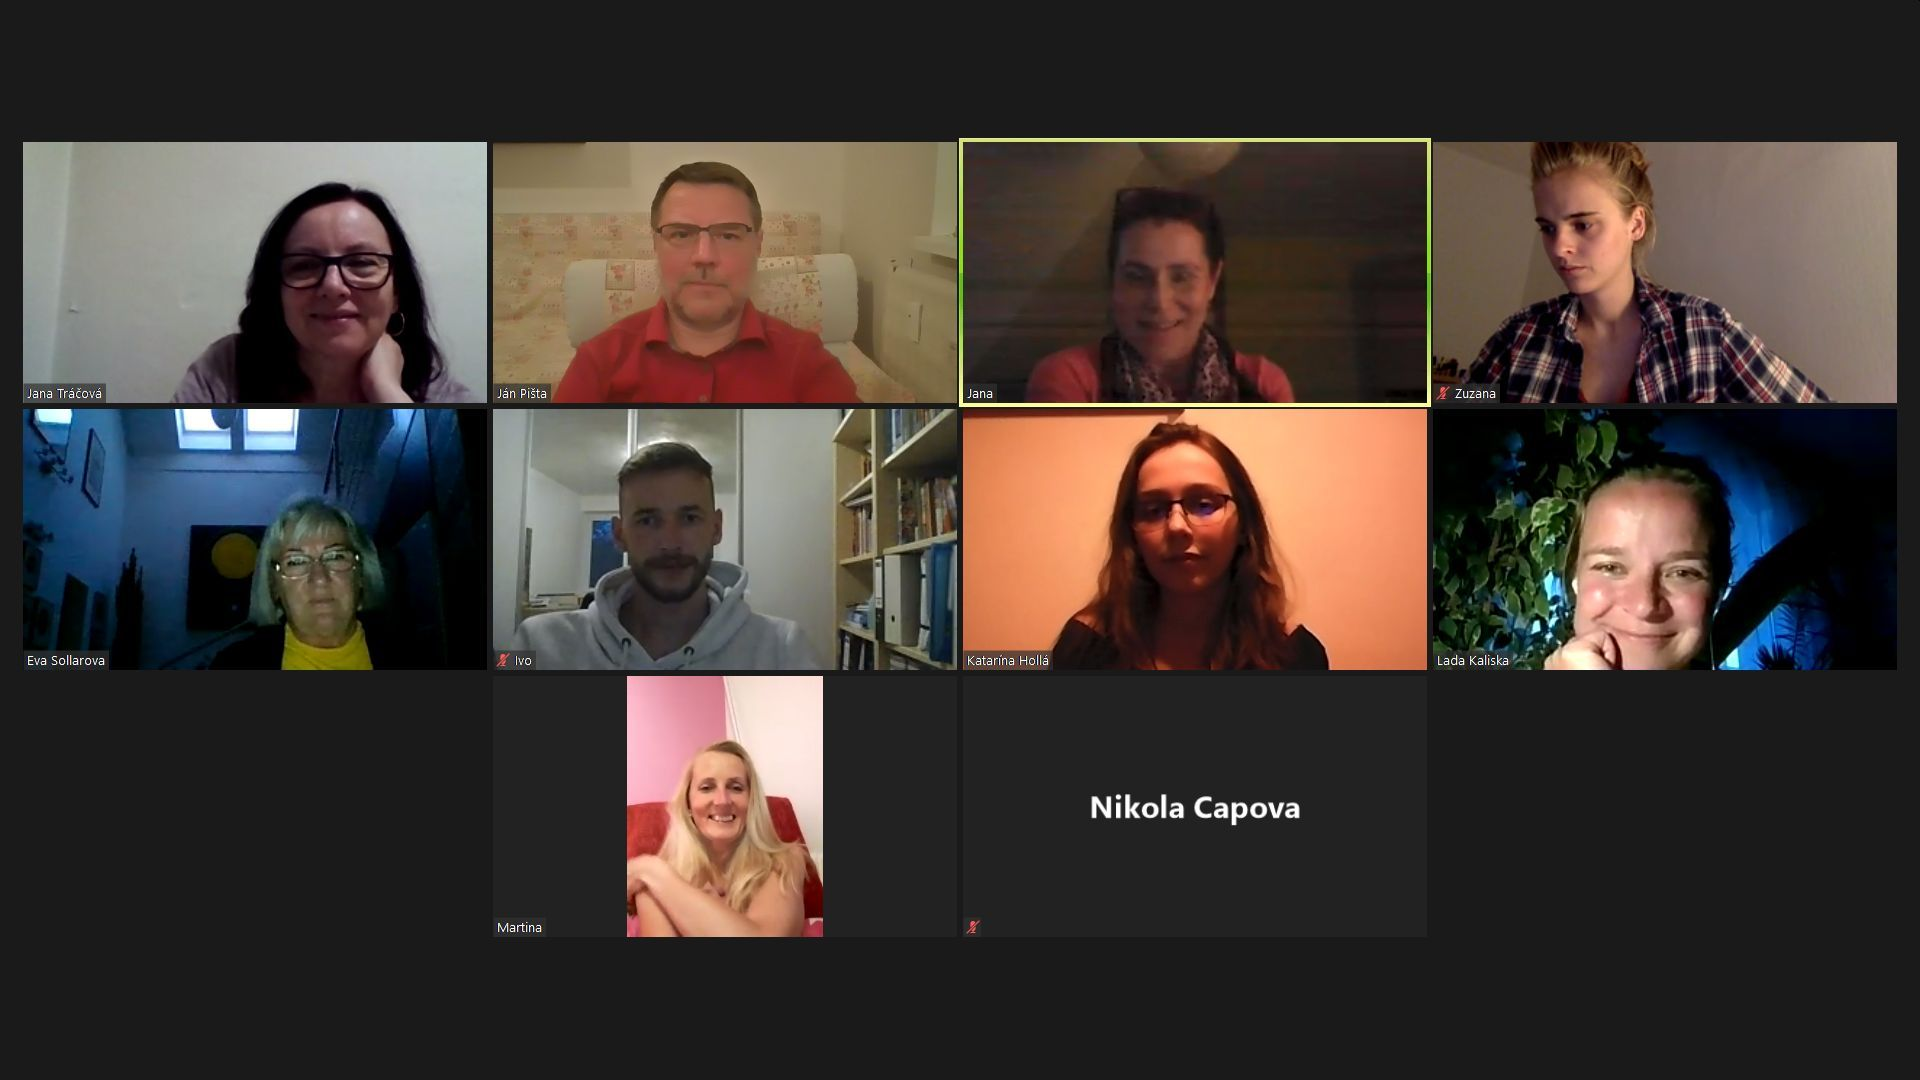 Jana Tráčová
Ján Pišta
Jana
Zuzana
Eva Sollarova
Ivo
Katarína Hollá
Lada Kaliska
Martina
Nikola Capova